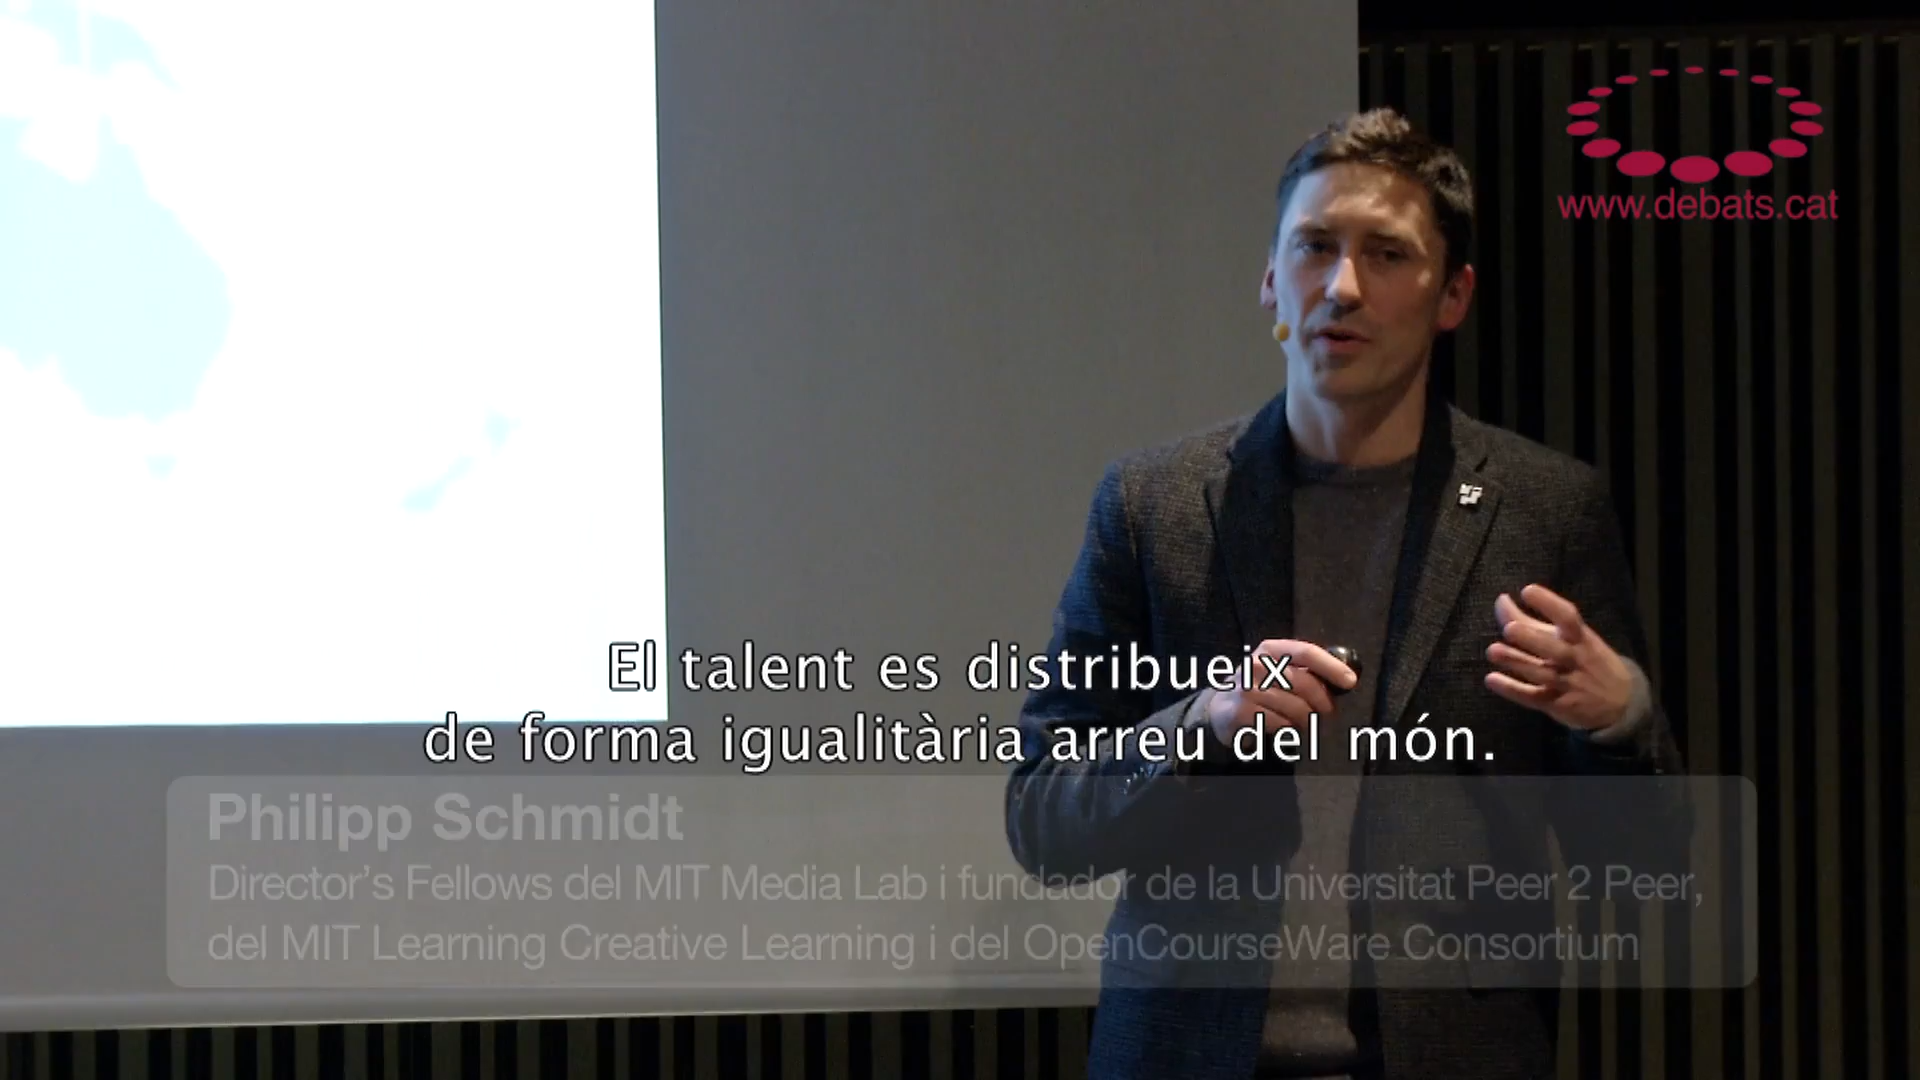 www.debats.cat
El talent es distribueix
de forma igualitària arreu del món.
Philipp Schmidt
Director’s Fellows del MIT Media Lab i fundador de la Universitat Peer 2 Peer,
del MIT Learning Creative Learning i del OpenCourseWare Consortium